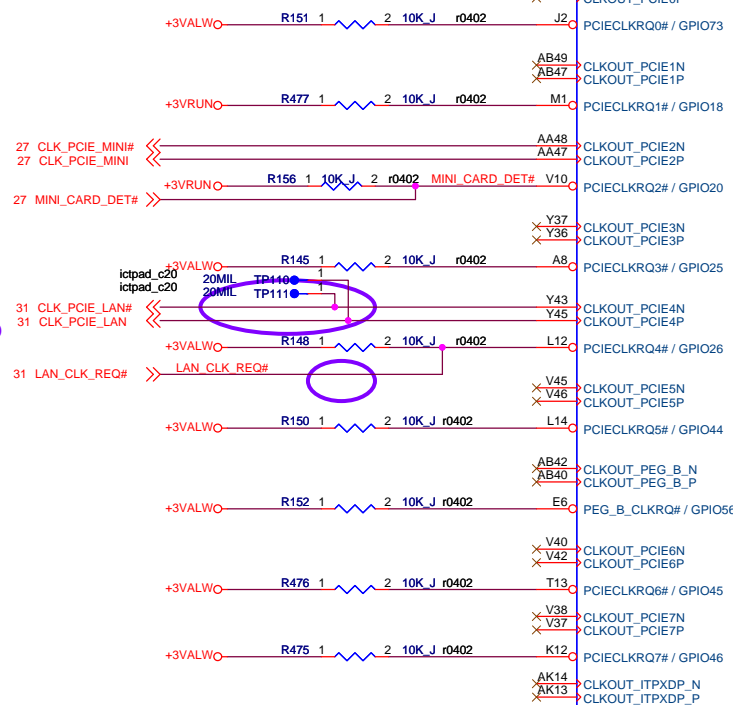 +3VALW R151 1 2 10K_J r0402 J2 PCIECLKRQ0# / GPIO73
AB49 CLKOUT_PCIE1N
AB47 CLKOUT_PCIE1P
+3VRUN R477 1 2 10K_J r0402 M1 PCIECLKRQ1# / GPIO18
27 CLK_PCIE_MINI# AA48 CLKOUT_PCIE2N
27 CLK_PCIE_MINI AA47 CLKOUT_PCIE2P
+3VRUN R156 1 10K_J 2 r0402 MINI_CARD_DET# V10 PCIECLKRQ2# / GPIO20
27 MINI_CARD_DET#
Y37 CLKOUT_PCIE3N
Y36 CLKOUT_PCIE3P
+3VALW R145 1 2 10K_J r0402 A8 PCIECLKRQ3# / GPIO25
ictpad_c20 20MIL TP110 1
ictpad_c20 20MIL TP111 1
31 CLK_PCIE_LAN# Y43 CLKOUT_PCIE4N
31 CLK_PCIE_LAN Y45 CLKOUT_PCIE4P
+3VALW R148 1 2 10K_J r0402 L12 PCIECLKRQ4# / GPIO26
31 LAN_CLK_REQ# LAN_CLK_REQ#
V45 CLKOUT_PCIE5N
V46 CLKOUT_PCIE5P
+3VALW R150 1 2 10K_J r0402 L14 PCIECLKRQ5# / GPIO44
AB42 CLKOUT_PEG_B_N
AB40 CLKOUT_PEG_B_P
+3VALW R152 1 2 10K_J r0402 E6 PEG_B_CLKRQ# / GPIO56
V40 CLKOUT_PCIE6N
V42 CLKOUT_PCIE6P
+3VALW R476 1 2 10K_J r0402 T13 PCIECLKRQ6# / GPIO45
V38 CLKOUT_PCIE7N
V37 CLKOUT_PCIE7P
+3VALW R475 1 2 10K_J r0402 K12 PCIECLKRQ7# / GPIO46
AK14 CLKOUT_ITPXDP_N
AK13 CLKOUT_ITPXDP_P